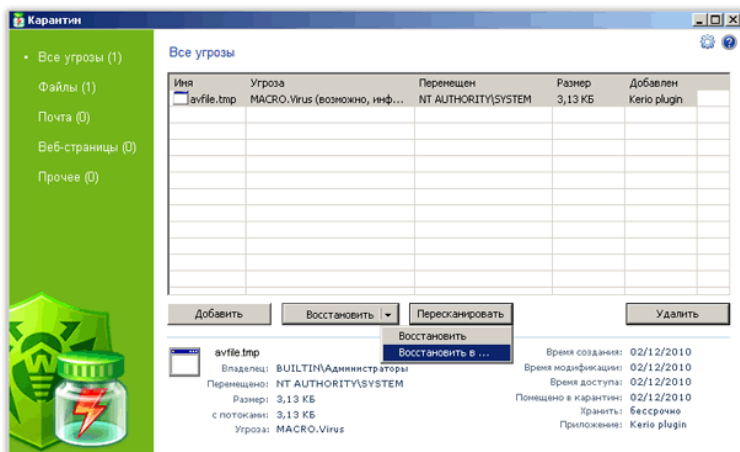 Карантин
Все угрозы (1)
Файлы (1)
Почта (0)
Веб-страницы (0)
Прочее (0)
Все угрозы
Имя Угроза Перемещен Размер Добавлен
avfile.tmp MACRO.Virus (возможно, инф... NT AUTHORITY\SYSTEM 3,13 КБ Kerio plugin
Добавить Восстановить Пересканировать Удалить
Восстановить
Восстановить в ...
avfile.tmp
Владелец: BUILTIN\Администраторы
Перемещено: NT AUTHORITY\SYSTEM
Размер: 3,13 КБ
с потоками: 3,13 КБ
Угроза: MACRO.Virus
Время создания: 02/12/2010
Время модификации: 02/12/2010
Время доступа: 02/12/2010
Помещено в карантин: 02/12/2010
Хранить: бессрочно
Приложение: Kerio plugin